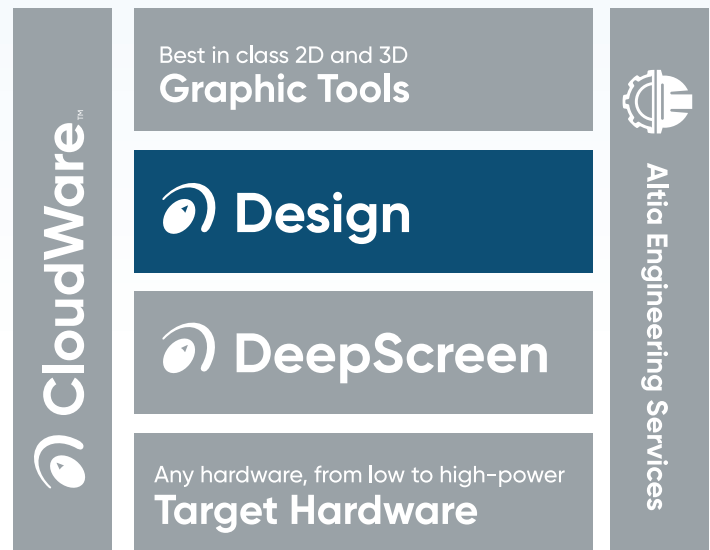 CloudWare™
Best in class 2D and 3D
Graphic Tools
Design
DeepScreen
Any hardware, from low to high-power
Target Hardware
Altia Engineering Services